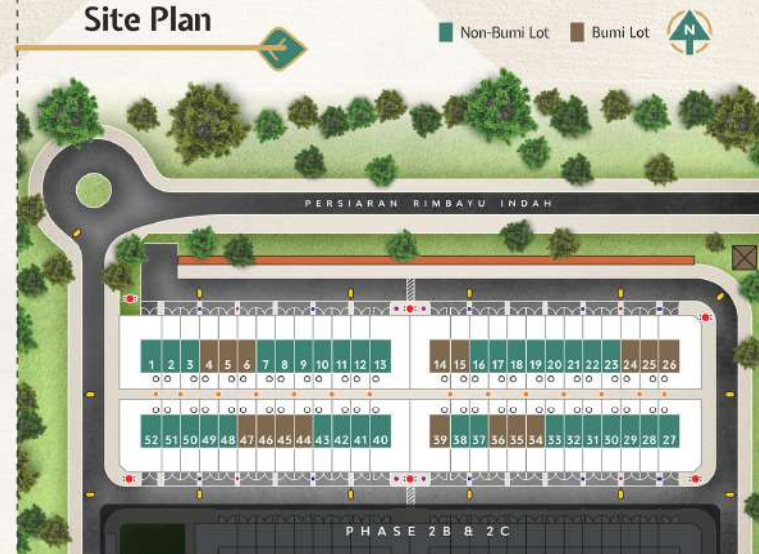 Site Plan
Non-Bumi Lot
Bumi Lot
N
PERSIARAN RIMBAYU INDAH
1 2 3 4 5 6 7 8 9 10 11 12 13
14 15 16 17 18 19 20 21 22 23 24 25 26
52 51 50 49 48 47 46 45 44 43 42 41 40
39 38 37 36 35 34 33 32 31 30 29 28 27
PHASE 2B & 2C